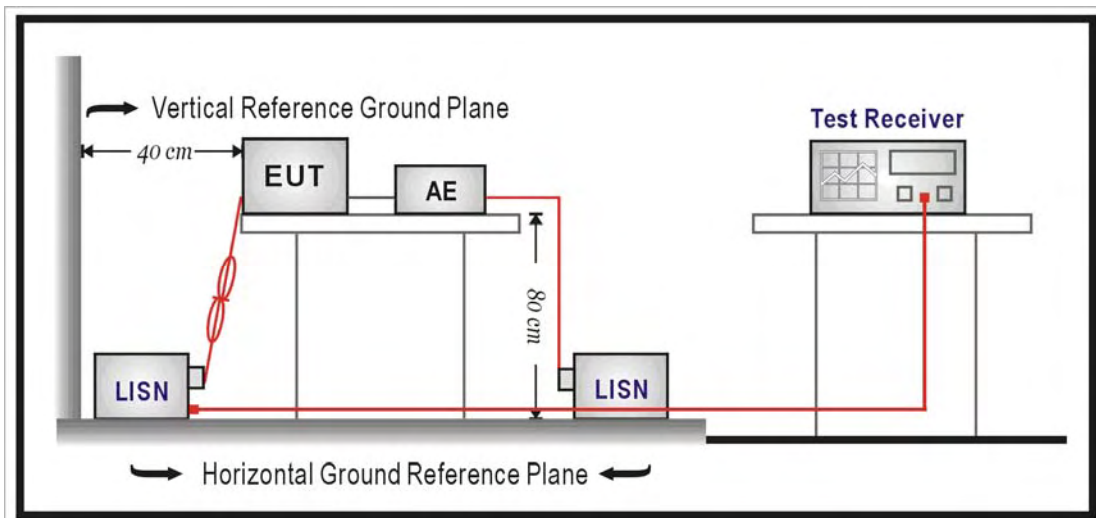 Vertical Reference Ground Plane
40 cm
EUT
AE
Test Receiver
80 cm
LISN
LISN
Horizontal Ground Reference Plane